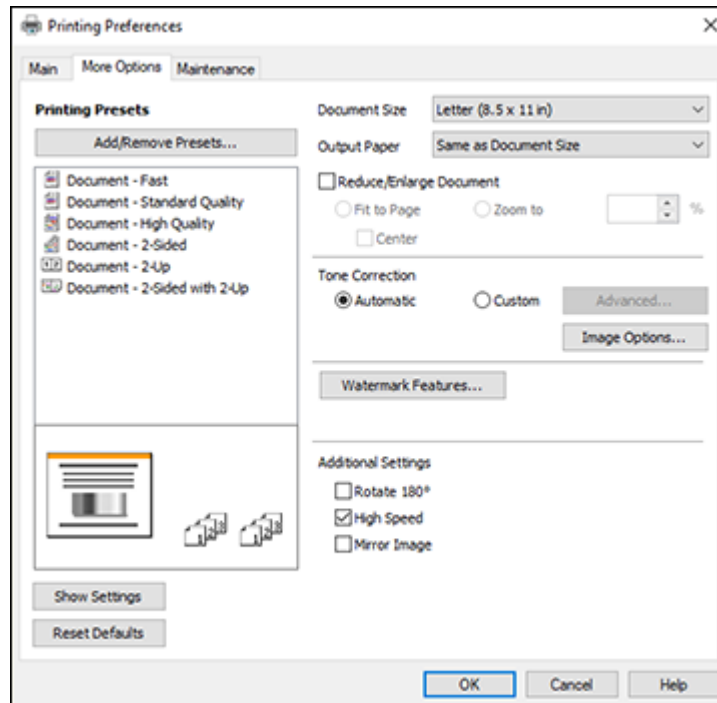 Printing Preferences
Main More Options Maintenance
Printing Presets
Add/Remove Presets...
Document - Fast
Document - Standard Quality
Document - High Quality
Document - 2-Sided
Document - 2-Up
Document - 2-Sided with 2-Up
Show Settings
Reset Defaults
Document Size Letter (8.5 x 11 in)
Output Paper Same as Document Size
Reduce/Enlarge Document
Fit to Page Zoom to %
Center
Tone Correction
Automatic Custom Advanced...
Image Options...
Watermark Features...
Additional Settings
Rotate 180°
High Speed
Mirror Image
OK Cancel Help